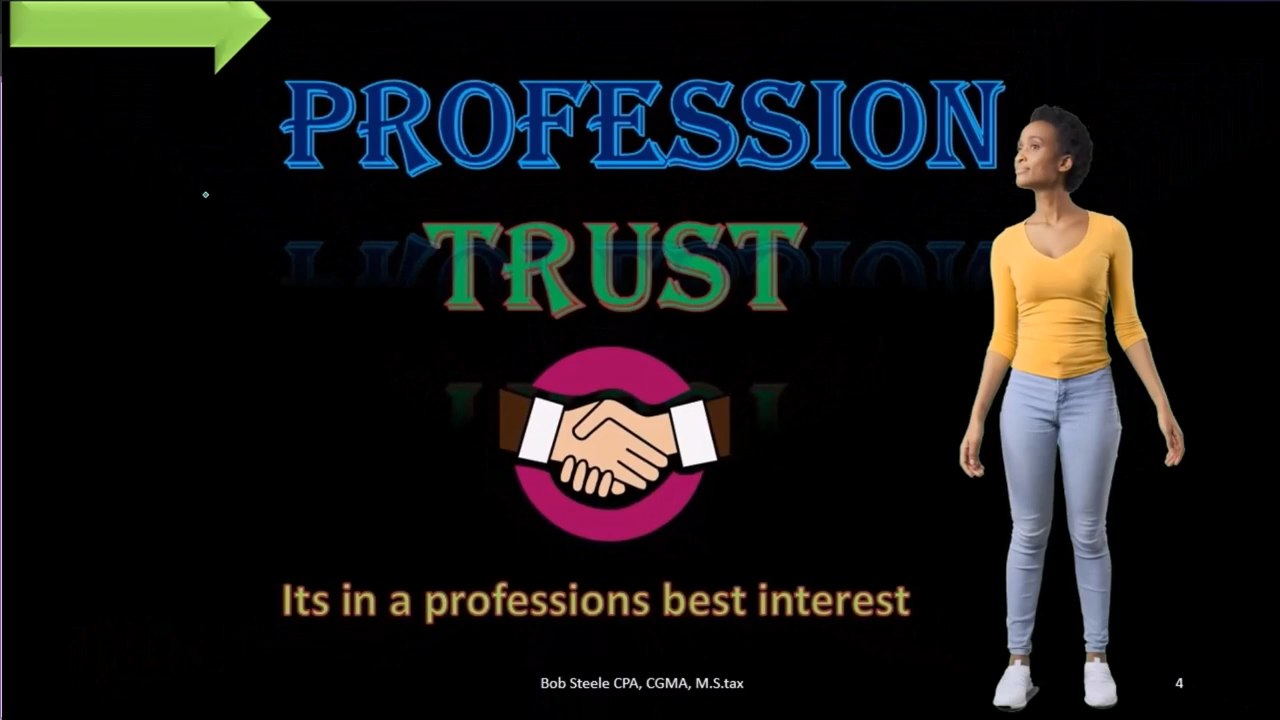 PROFESSION
TRUST
Its in a professions best interest
Bob Steele CPA, CGMA, M.S.tax
4